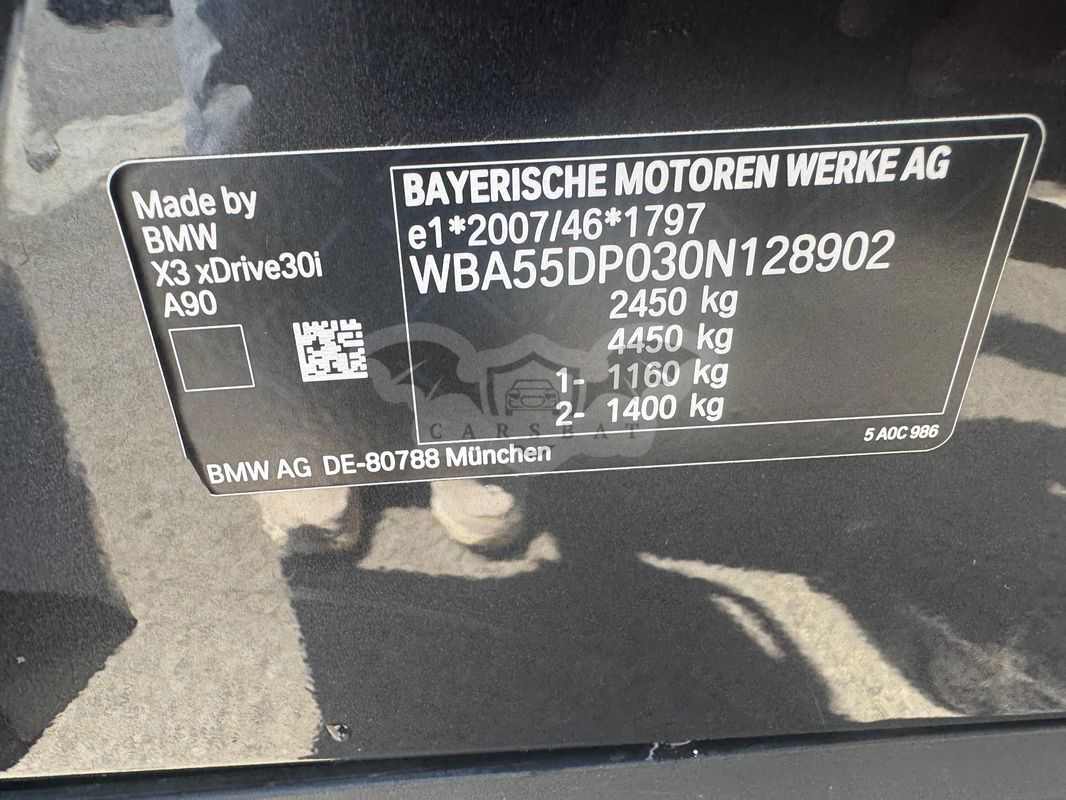 Made by
BMW
X3 xDrive30i
A90
BAYERISCHE MOTOREN WERKE AG
e1*2007/46*1797
WBA55DP030N128902
2450 kg
4450 kg
1- 1160 kg
2- 1400 kg
CARSBAT
5 A0C 986
BMW AG DE-80788 München